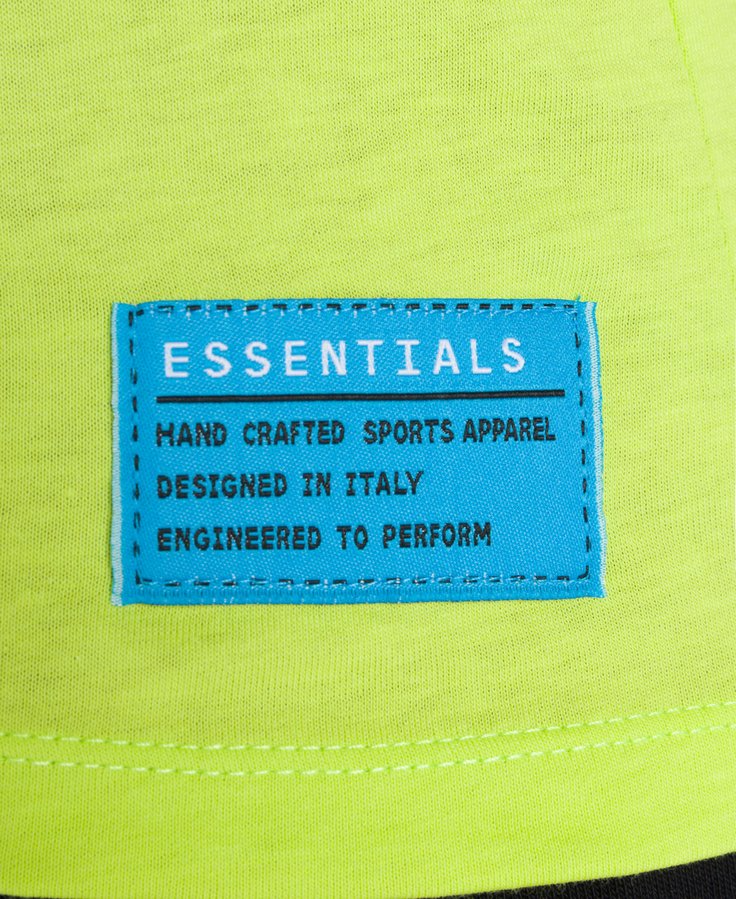 ESSENTIALS
HAND CRAFTED SPORTS APPAREL
DESIGNED IN ITALY
ENGINEERED TO PERFORM